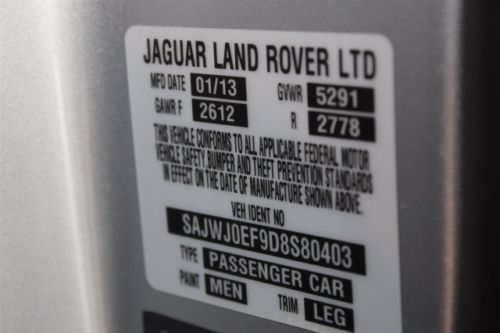 JAGUAR LAND ROVER LTD
MFD DATE 01/13 GVWR 5291
GAWR F 2612 R 2778
THIS VEHICLE CONFORMS TO ALL APPLICABLE FEDERAL MOTOR
VEHICLE SAFETY, BUMPER AND THEFT PREVENTION STANDARDS
IN EFFECT ON THE DATE OF MANUFACTURE SHOWN ABOVE.
VEH IDENT NO
SAJWJ0EF9D8S80403
TYPE PASSENGER CAR
PAINT MEN TRIM LEG